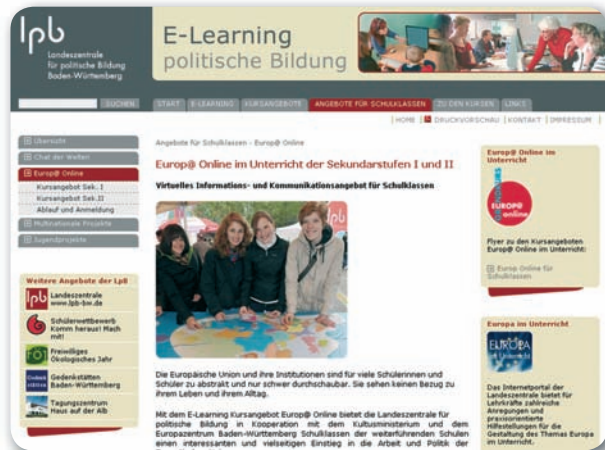 lpb
Landeszentrale
für politische Bildung
Baden-Württemberg
E-Learning
politische Bildung
SUCHEN
START
E-LEARNING
KURSANGEBOTE
ANGEBOTE FÜR SCHULKLASSEN
ZU DEN KURSEN
LINKS
| HOME | DRUCKVORSCHAU | KONTAKT | IMPRESSUM |
Übersicht
Chat der Welten
Europ@ Online
Kursangebot Sek. I
Kursangebot Sek.II
Ablauf und Anmeldung
Multinationale Projekte
Jugendprojekte
Weitere Angebote der LpB
lpb
Landeszentrale
www.lpb-bw.de
Schülerwettbewerb
Komm heraus! Mach
mit!
FÖJ
Freiwilliges
Ökologisches Jahr
Gedenkstätten
Baden-Württemberg
Tagungszentrum
Haus auf der Alb
Angebote für Schulklassen - Europ@ Online
Europ@ Online im Unterricht der Sekundarstufen I und II
Virtuelles Informations- und Kommunikationsangebot für Schulklassen
lpb
Die Europäische Union und ihre Institutionen sind für viele Schülerinnen und
Schüler zu abstrakt und nur schwer durchschaubar. Sie sehen keinen Bezug zu
ihrem Leben und ihrem Alltag.
Mit dem E-Learning Kursangebot Europ@ Online bietet die Landeszentrale für
politische Bildung in Kooperation mit dem Kultusministerium und dem
Europazentrum Baden-Württemberg Schulklassen der weiterführenden Schulen
einen interessanten und vielseitigen Einstieg in die Arbeit und Politik der
Europ@ Online im
Unterricht
EUROP@
online
Flyer zu den Kursangeboten
Europ@ Online im Unterricht:
Europ Online für
Schulklassen
Europa im Unterricht
EUROPA
im Unterricht
Das Internetportal der
Landeszentrale bietet für
Lehrkräfte zahlreiche
Anregungen und
praxisorientierte
Hilfestellungen für die
Gestaltung des Themas Europa
im Unterricht.